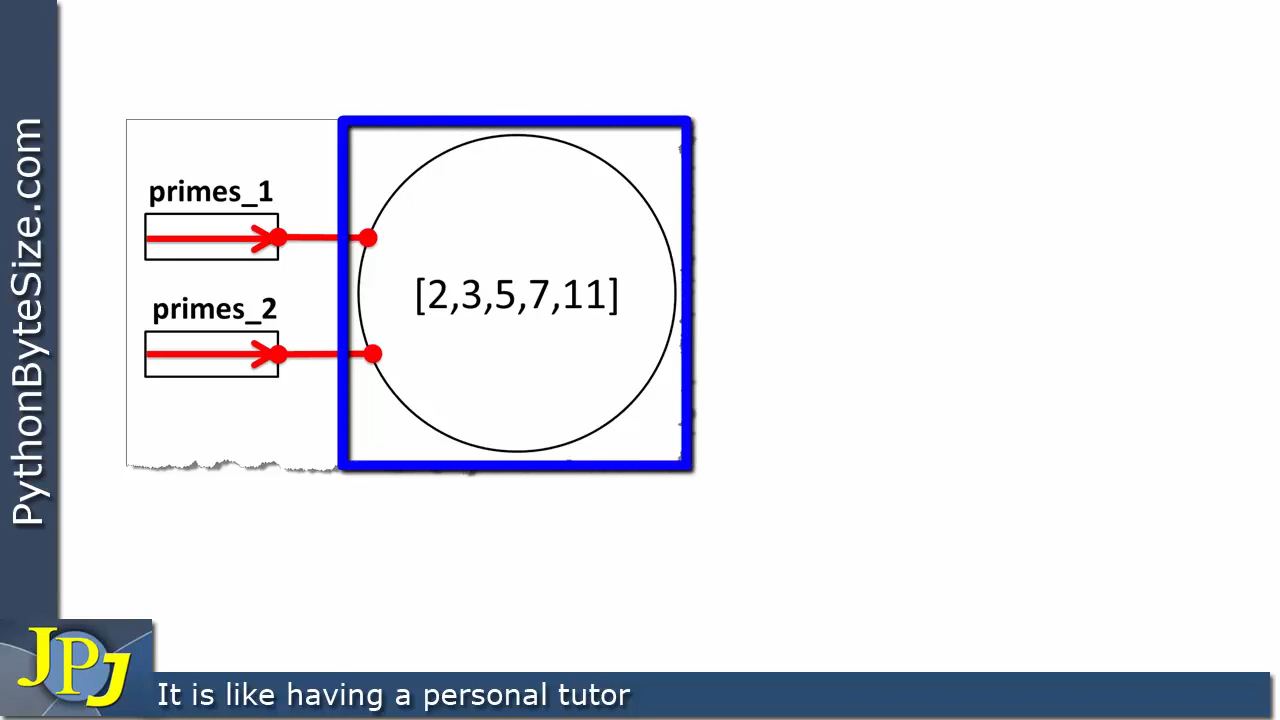 PythonByteSize.com
primes_1
primes_2
[2,3,5,7,11]
JPJ
It is like having a personal tutor